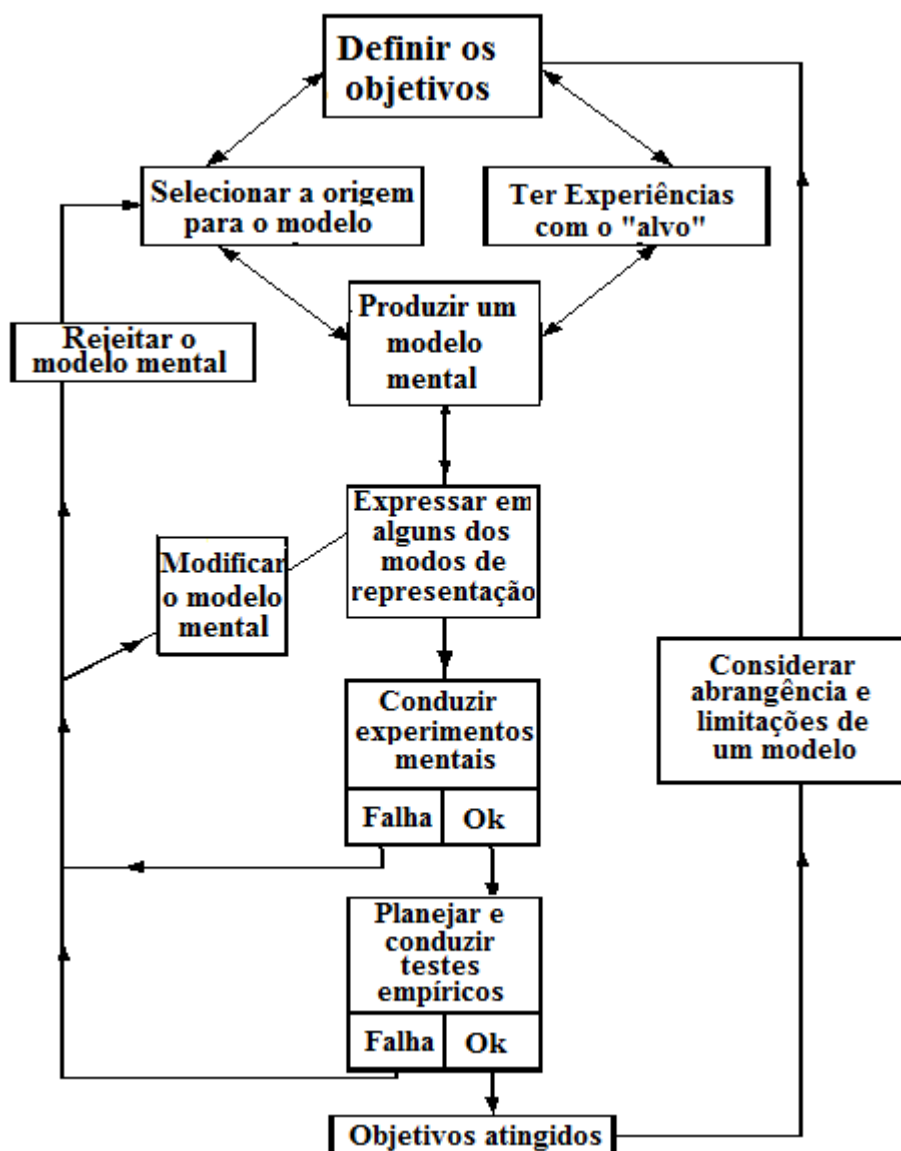 Definir os
objetivos
Selecionar a origem
para o modelo
Ter Experiências
com o "alvo"
Produzir um
modelo
mental
Rejeitar o
modelo mental
Expressar em
alguns dos
modos de
representação
Modificar
o modelo
mental
Conduzir
experimentos
mentais
Falha
Ok
Considerar
abrangência e
limitações de
um modelo
Planejar e
conduzir
testes
empíricos
Falha
Ok
Objetivos atingidos